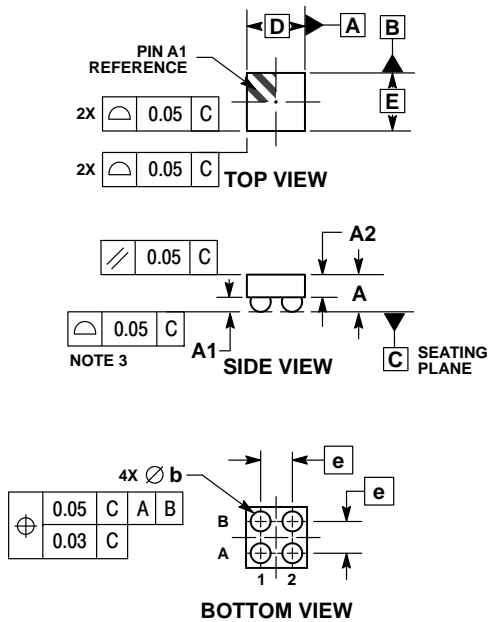 D A B
PIN A1
REFERENCE
E
2X ⌓ 0.05 C
2X ⌓ 0.05 C
TOP VIEW
A2
⫽ 0.05 C
A
⌓ 0.05 C
NOTE 3
A1
SIDE VIEW
C SEATING
PLANE
e
4X ∅ b
e
⌖ 0.05 C A B
0.03 C
B
A
1 2
BOTTOM VIEW